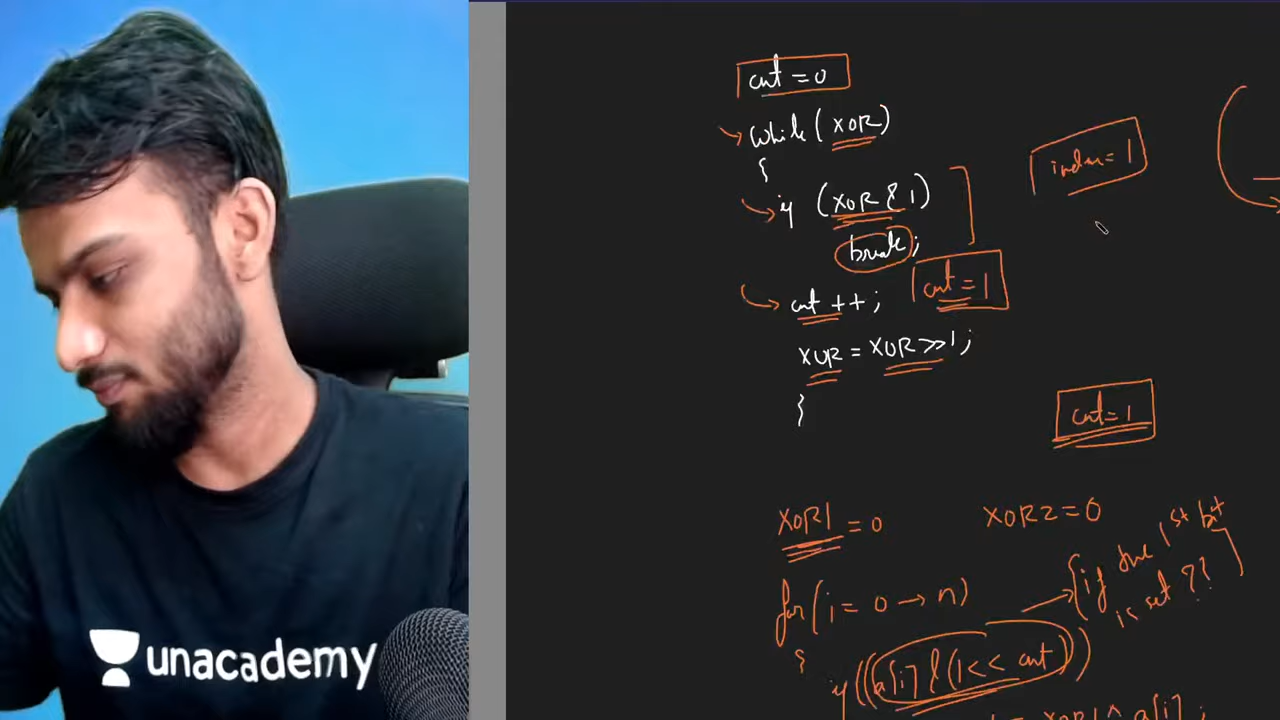 cnt = 0
while (XOR)
{
if (XOR & 1)
break;
cnt = 1
cnt ++;
XOR = XOR >> 1;
}
index = 1
cnt = 1
XOR1 = 0
XOR2 = 0
for (i = 0 → n)
{if the 1st bit
is set ??
{
if ((a[i] & (1 << cnt))
= XOR1 ^ a[i];
unacademy